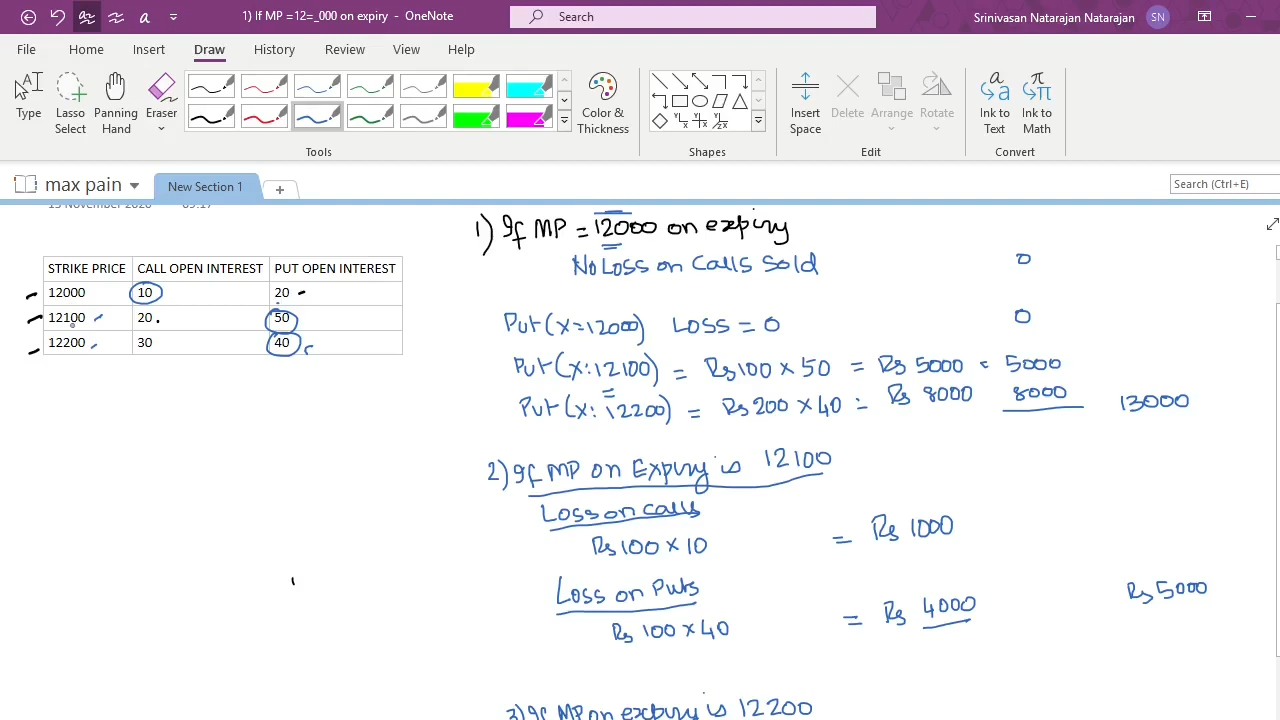 1) If MP =12=_000 on expiry - OneNote
Search
Srinivasan Natarajan Natarajan SN
File Home Insert Draw History Review View Help
Type
Lasso Select
Panning Hand
Eraser
Color & Thickness
Insert Space
Delete
Arrange
Rotate
Ink to Text
Ink to Math
Tools
Shapes
Edit
Convert
max pain
New Section 1
Search (Ctrl+E)
1) If MP = 12000 on expiry
No Loss on Calls Sold 0
STRIKE PRICE CALL OPEN INTEREST PUT OPEN INTEREST
12000 10 20
12100 20 50
12200 30 40
Put (X=12000) Loss = 0 0
Put (X:12100) = Rs 100 x 50 = Rs 5000 = 5000
Put (X: 12200) = Rs 200 x 40 = Rs 8000 8000 13000
2) If MP on Expiry is 12100
Loss on calls
Rs 100 x 10 = Rs 1000
Loss on Puts
Rs 100 x 40 = Rs 4000 Rs 5000
3) If MP on expiry is 12200